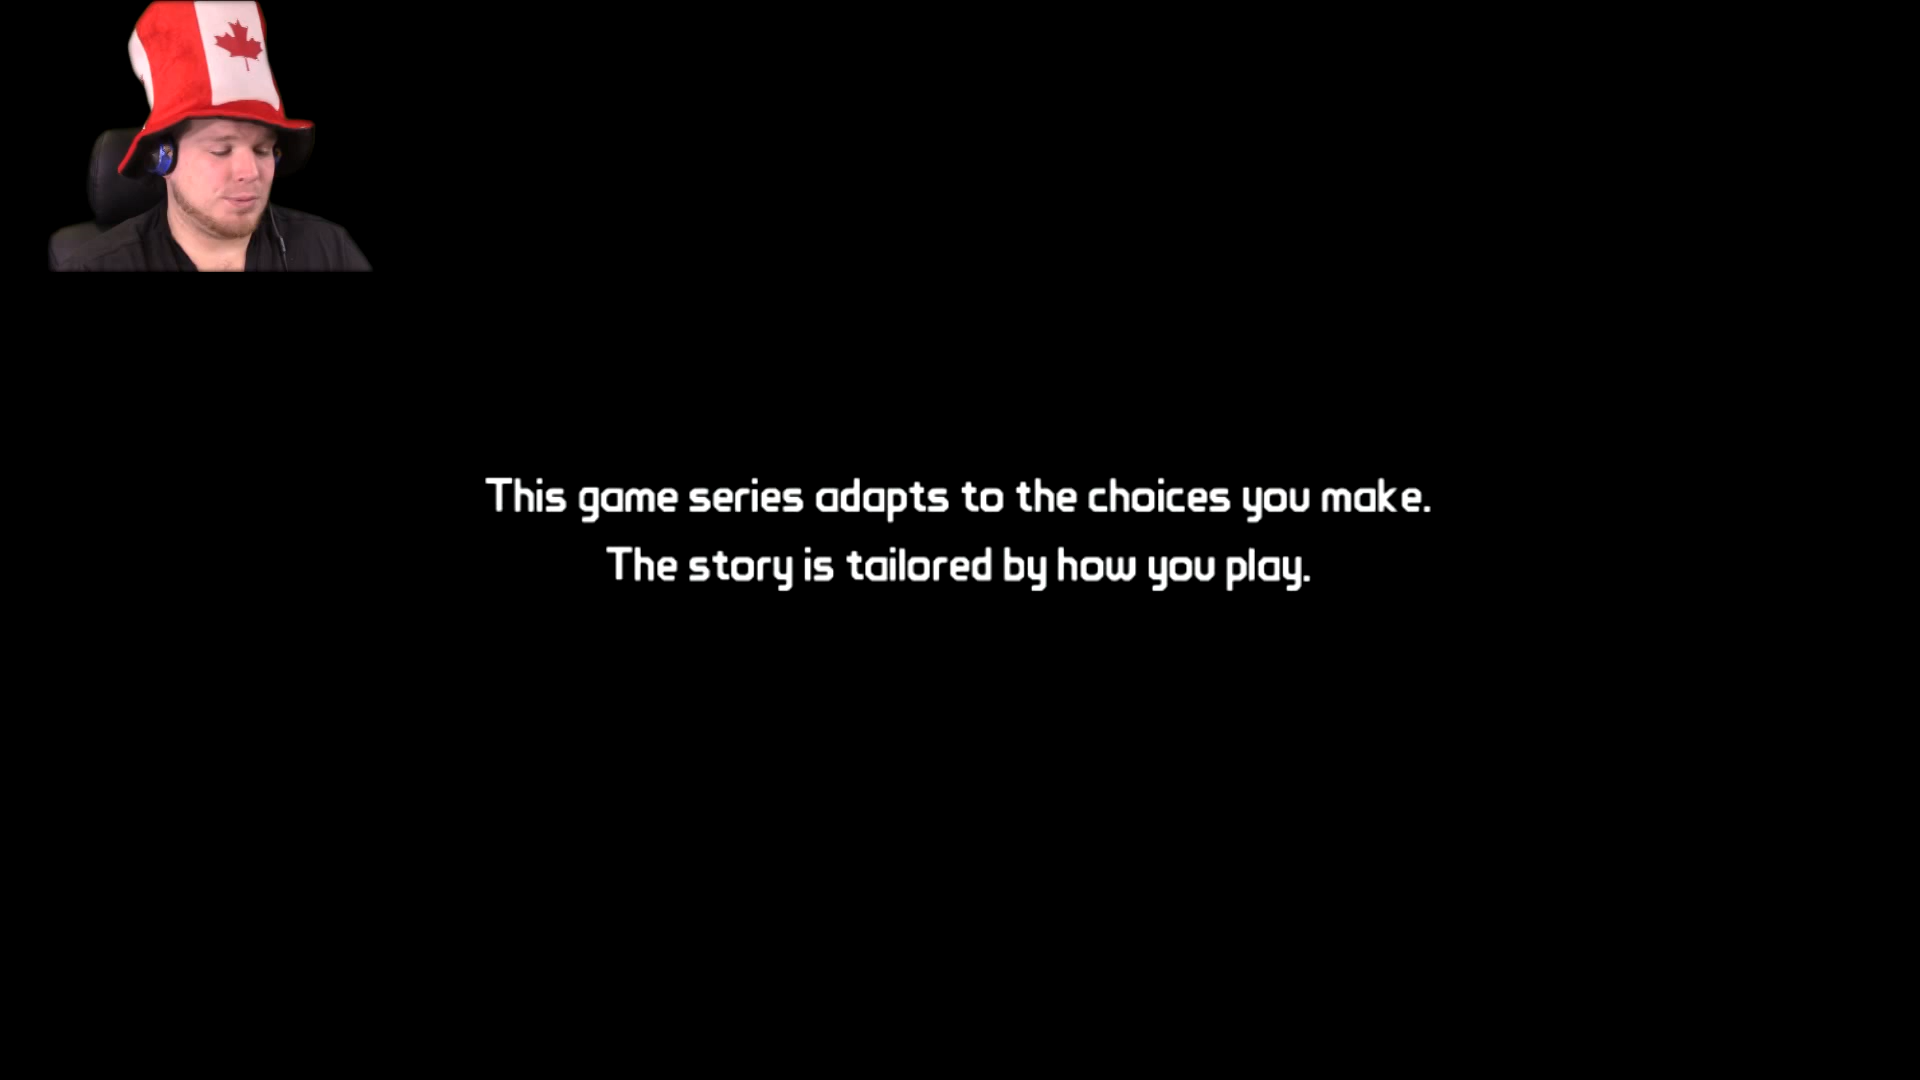 This game series adapts to the choices you make.
The story is tailored by how you play.